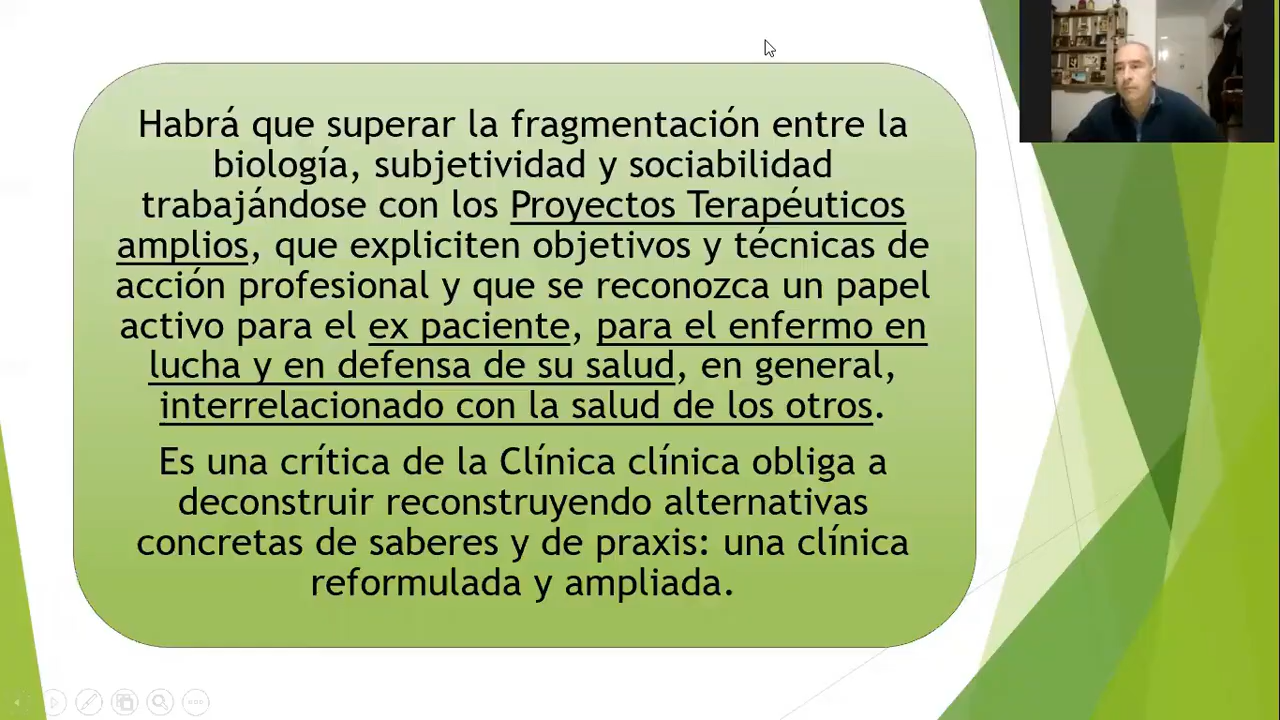 Habrá que superar la fragmentación entre la
biología, subjetividad y sociabilidad
trabajándose con los Proyectos Terapéuticos
amplios, que expliciten objetivos y técnicas de
acción profesional y que se reconozca un papel
activo para el ex paciente, para el enfermo en
lucha y en defensa de su salud, en general,
interrelacionado con la salud de los otros.
Es una crítica de la Clínica clínica obliga a
deconstruir reconstruyendo alternativas
concretas de saberes y de praxis: una clínica
reformulada y ampliada.